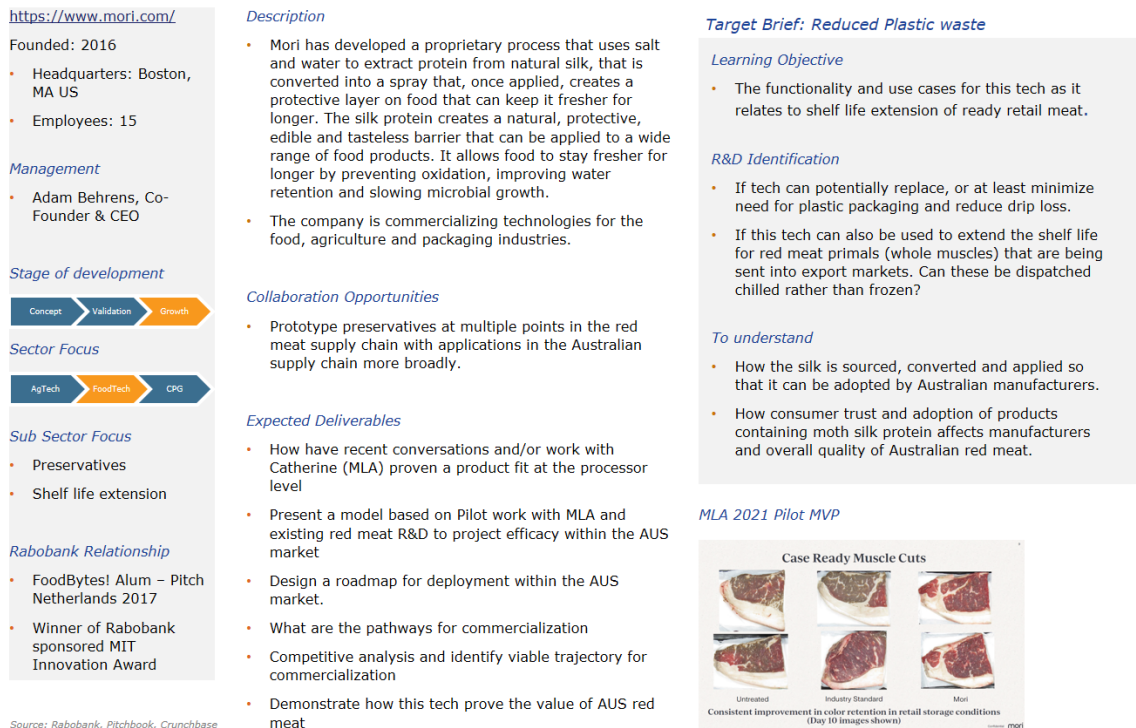 https://www.mori.com/
Founded: 2016
• Headquarters: Boston,
MA US
• Employees: 15
Management
• Adam Behrens, Co-
Founder & CEO
Stage of development
Concept Validation Growth
Sector Focus
AgTech FoodTech CPG
Sub Sector Focus
• Preservatives
• Shelf life extension
Rabobank Relationship
• FoodBytes! Alum – Pitch
Netherlands 2017
• Winner of Rabobank
sponsored MIT
Innovation Award
Source: Rabobank, Pitchbook, Crunchbase
Description
• Mori has developed a proprietary process that uses salt
and water to extract protein from natural silk, that is
converted into a spray that, once applied, creates a
protective layer on food that can keep it fresher for
longer. The silk protein creates a natural, protective,
edible and tasteless barrier that can be applied to a wide
range of food products. It allows food to stay fresher for
longer by preventing oxidation, improving water
retention and slowing microbial growth.
• The company is commercializing technologies for the
food, agriculture and packaging industries.
Collaboration Opportunities
• Prototype preservatives at multiple points in the red
meat supply chain with applications in the Australian
supply chain more broadly.
Expected Deliverables
• How have recent conversations and/or work with
Catherine (MLA) proven a product fit at the processor
level
• Present a model based on Pilot work with MLA and
existing red meat R&D to project efficacy within the AUS
market
• Design a roadmap for deployment within the AUS
market.
• What are the pathways for commercialization
• Competitive analysis and identify viable trajectory for
commercialization
• Demonstrate how this tech prove the value of AUS red
meat
Target Brief: Reduced Plastic waste
Learning Objective
• The functionality and use cases for this tech as it
relates to shelf life extension of ready retail meat.
R&D Identification
• If tech can potentially replace, or at least minimize
need for plastic packaging and reduce drip loss.
• If this tech can also be used to extend the shelf life
for red meat primals (whole muscles) that are being
sent into export markets. Can these be dispatched
chilled rather than frozen?
To understand
• How the silk is sourced, converted and applied so
that it can be adopted by Australian manufacturers.
• How consumer trust and adoption of products
containing moth silk protein affects manufacturers
and overall quality of Australian red meat.
MLA 2021 Pilot MVP
Case Ready Muscle Cuts
Untreated Industry Standard Mori
Consistent improvement in color retention in retail storage conditions
(Day 10 images shown)
mori